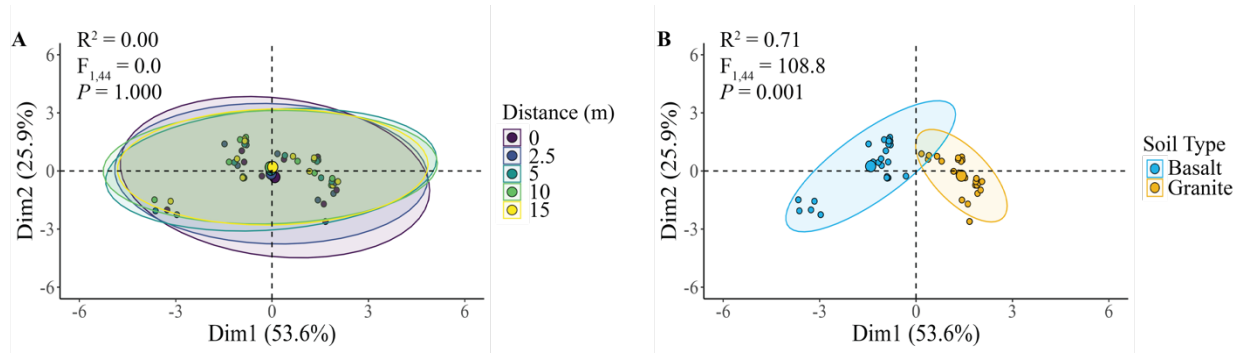 A
R² = 0.00
F1,44 = 0.0
P = 1.000
6
3
0
-3
-6
Dim2 (25.9%)
-6
-3
0
3
6
Dim1 (53.6%)
Distance (m)
0
2.5
5
10
15
B
R² = 0.71
F1,44 = 108.8
P = 0.001
6
3
0
-3
-6
Dim2 (25.9%)
-6
-3
0
3
6
Dim1 (53.6%)
Soil Type
Basalt
Granite